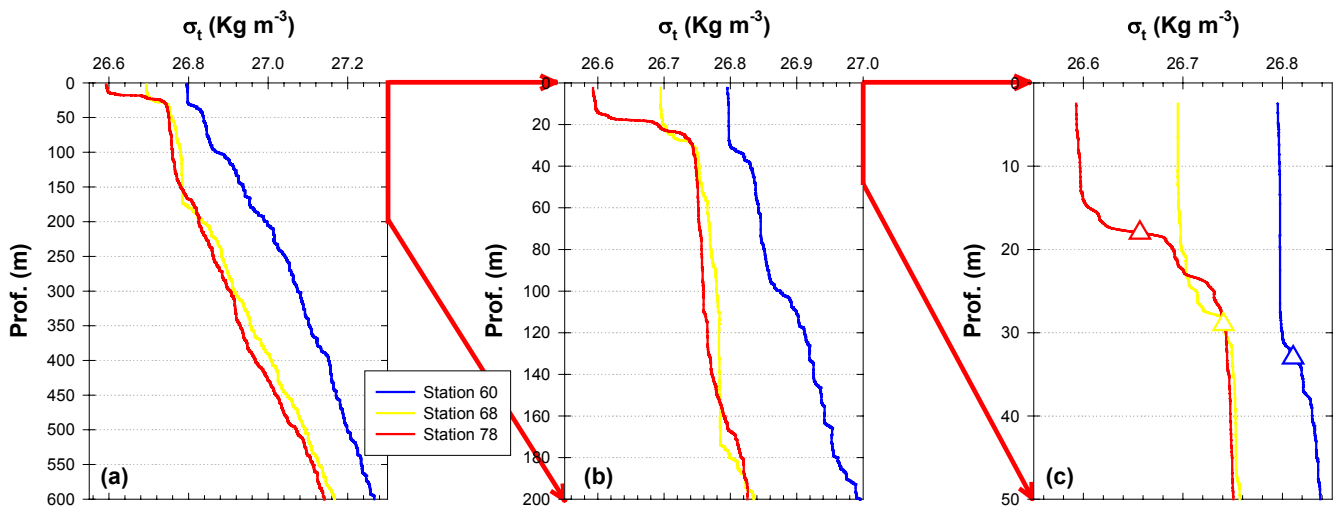 σt (Kg m-3)
26.6 26.8 27.0 27.2
0
50
100
150
200
250
300
350
400
450
500
550
600
Prof. (m)
(a)
Station 60
Station 68
Station 78
σt (Kg m-3)
26.6 26.7 26.8 26.9 27.0
0
20
40
60
80
100
120
140
160
180
200
Prof. (m)
(b)
σt (Kg m-3)
26.6 26.7 26.8
0
10
20
30
40
50
Prof. (m)
(c)